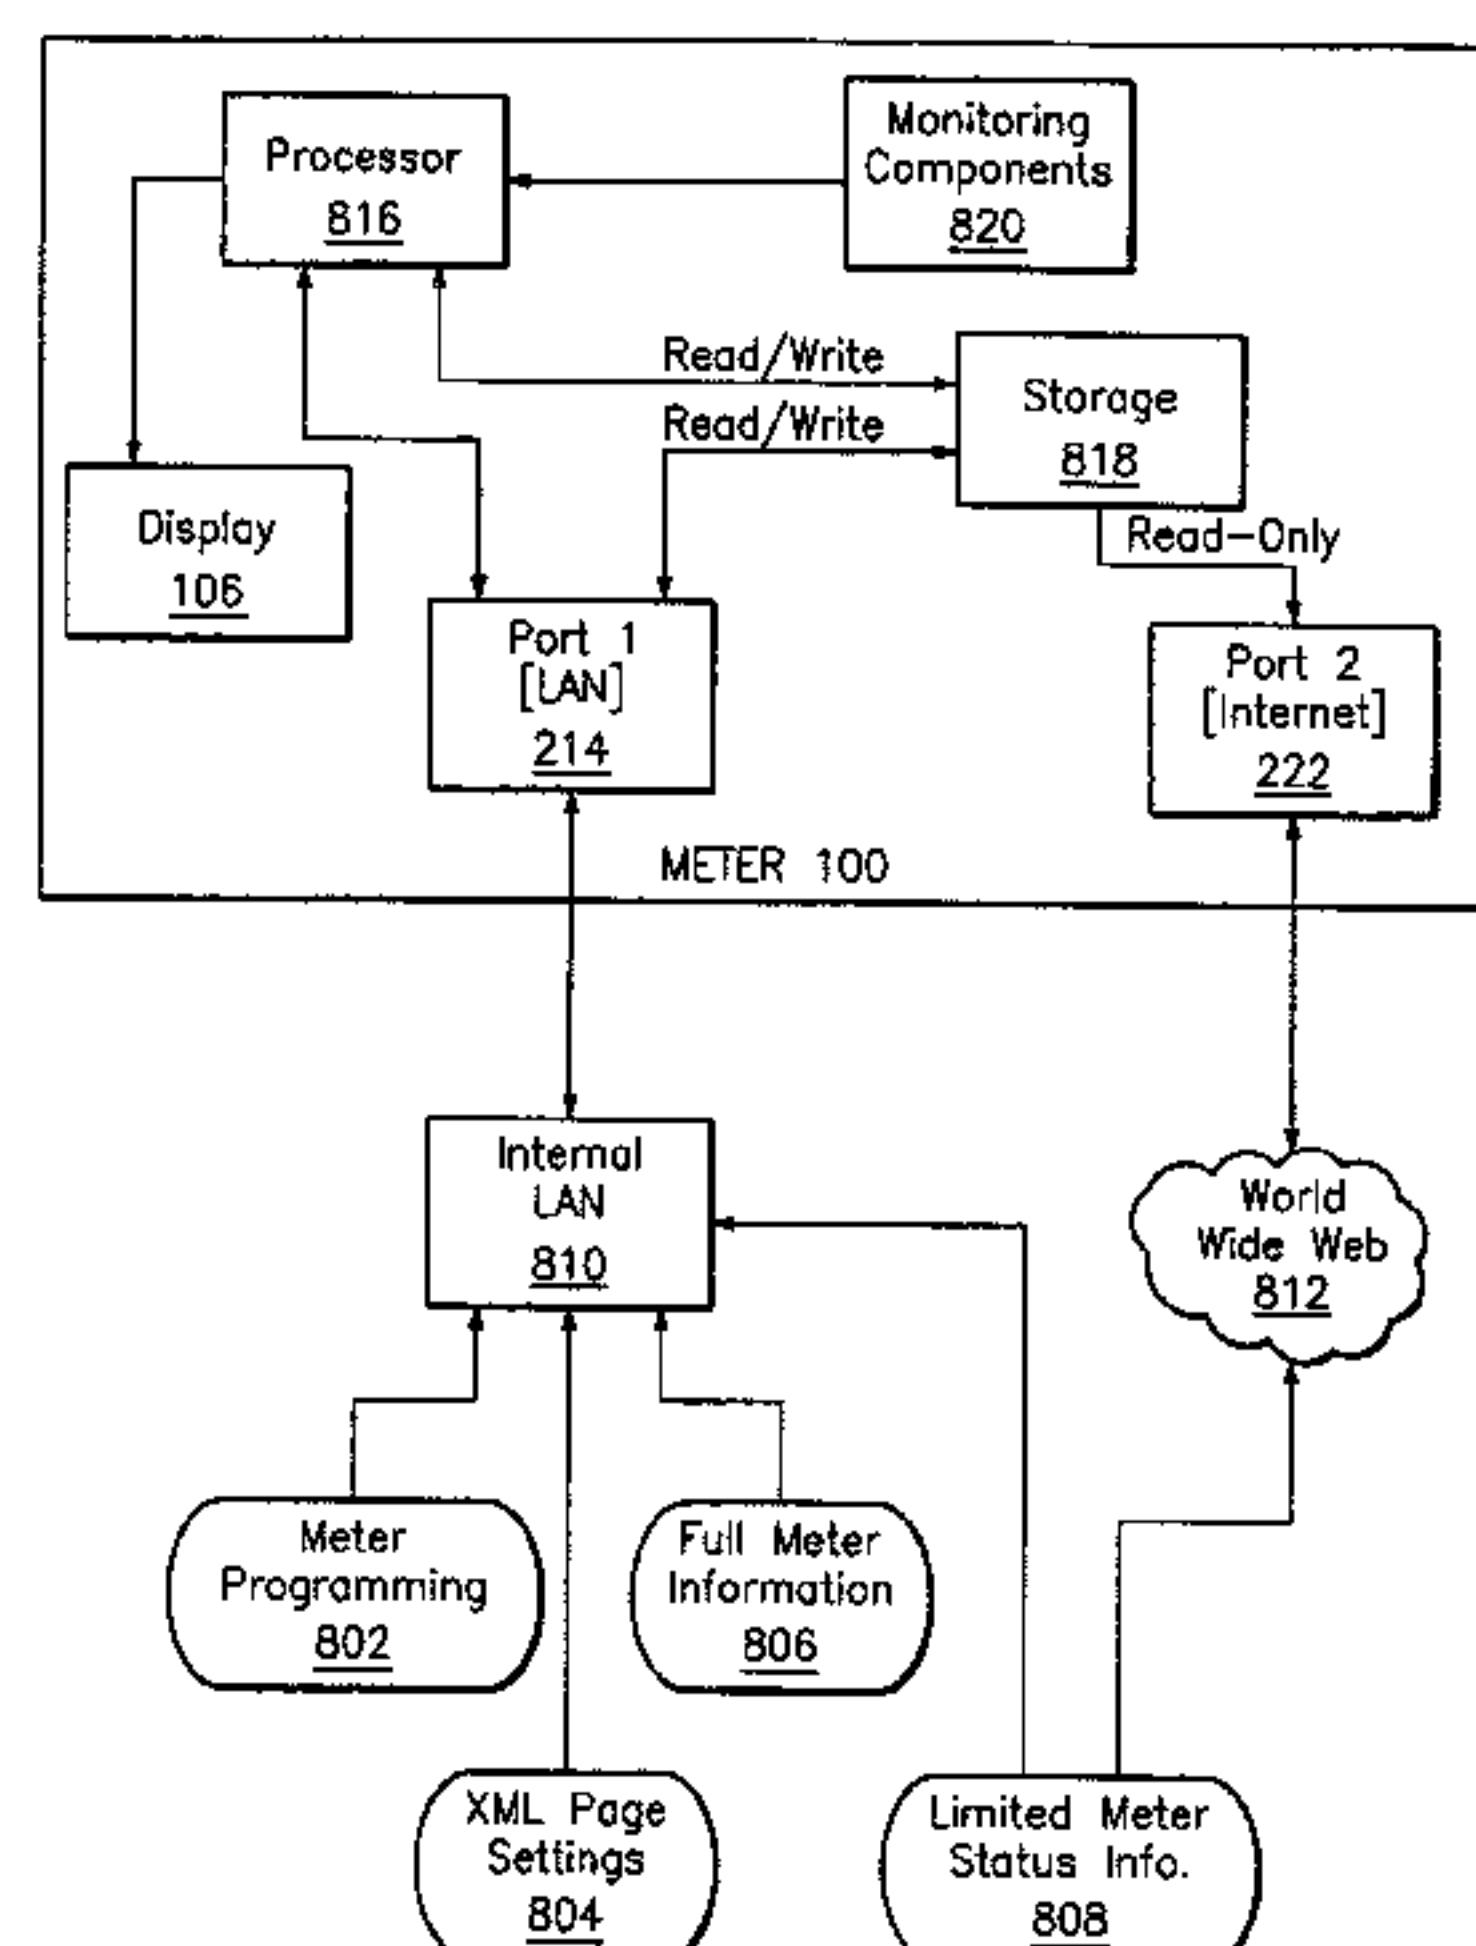 Processor
816
Monitoring
Components
820
Read/Write
Read/Write
Storage
818
Read-Only
Display
106
Port 1
[LAN]
214
Port 2
[Internet]
222
METER 100
Internal
LAN
810
World
Wide Web
812
Meter
Programming
802
Full Meter
Information
806
XML Page
Settings
804
Limited Meter
Status Info.
808